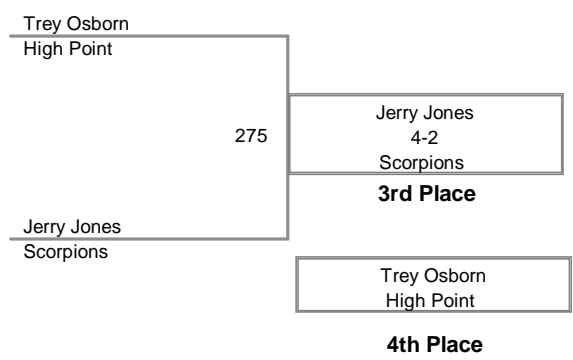 Trey Osborn
High Point
275
Jerry Jones
4-2
Scorpions
3rd Place
Jerry Jones
Scorpions
Trey Osborn
High Point
4th Place